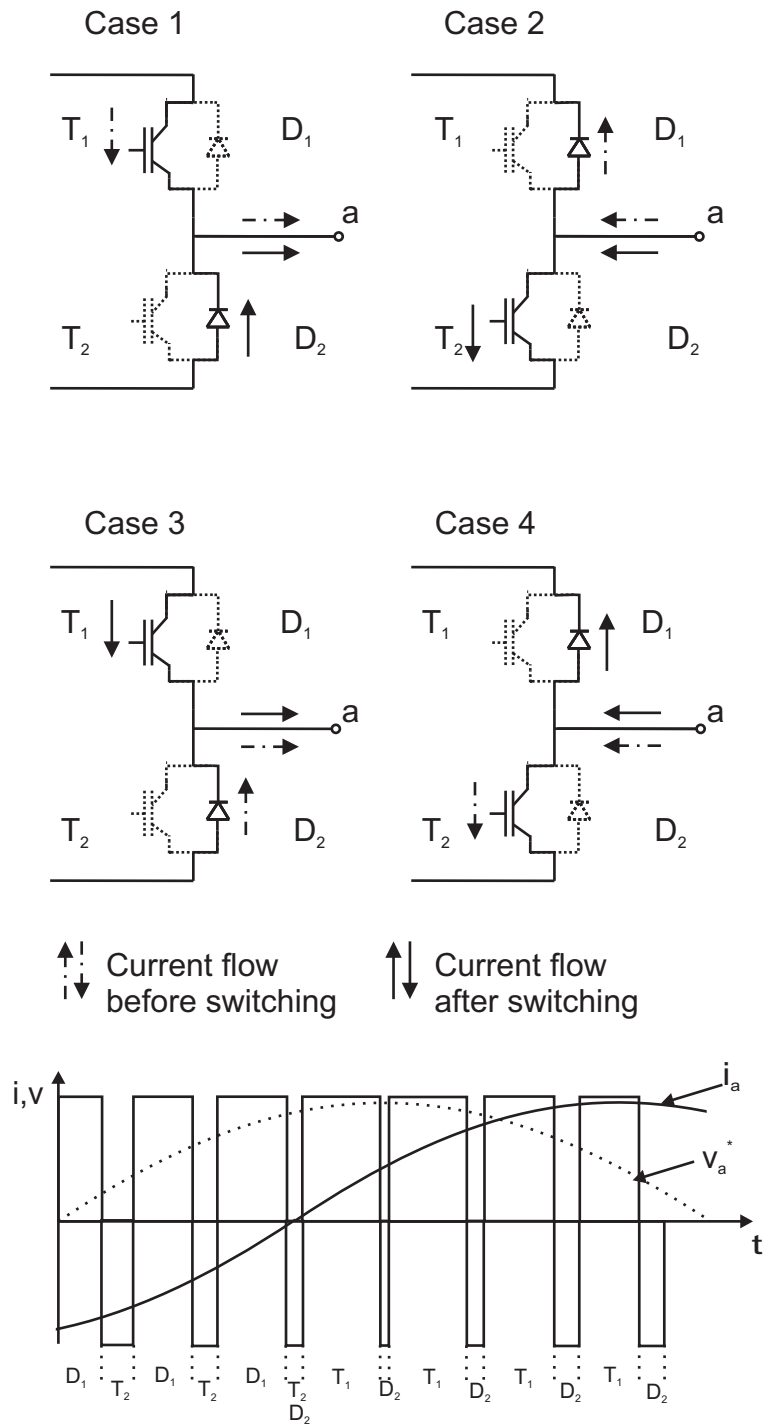 Case 1
Case 2
T₁ D₁
T₁ D₁
a
a
T₂ D₂
T₂ D₂
Case 3
Case 4
T₁ D₁
T₁ D₁
a
a
T₂ D₂
T₂ D₂
Current flow
before switching
Current flow
after switching
i,v
iₐ
vₐ*
t
D₁ T₂ D₁ T₂ D₁ T₂ T₁ D₂ T₁ D₂ T₁ D₂ T₁ D₂
D₂